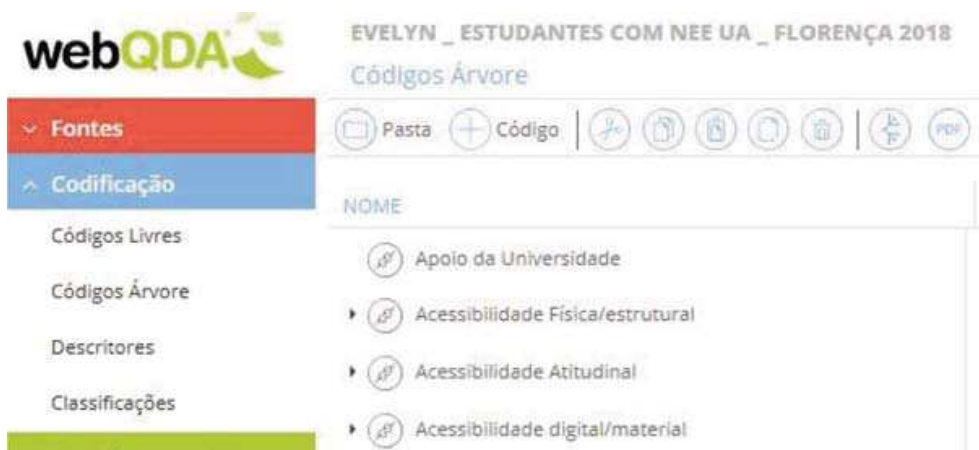 webQDA
EVELYN _ ESTUDANTES COM NEE UA _ FLORENÇA 2018
Códigos Árvore
Fontes
Pasta Código PDF
Codificação
NOME
Códigos Livres
Códigos Árvore
Descritores
Classificações
Apoio da Universidade
Acessibilidade Física/estrutural
Acessibilidade Atitudinal
Acessibilidade digital/material